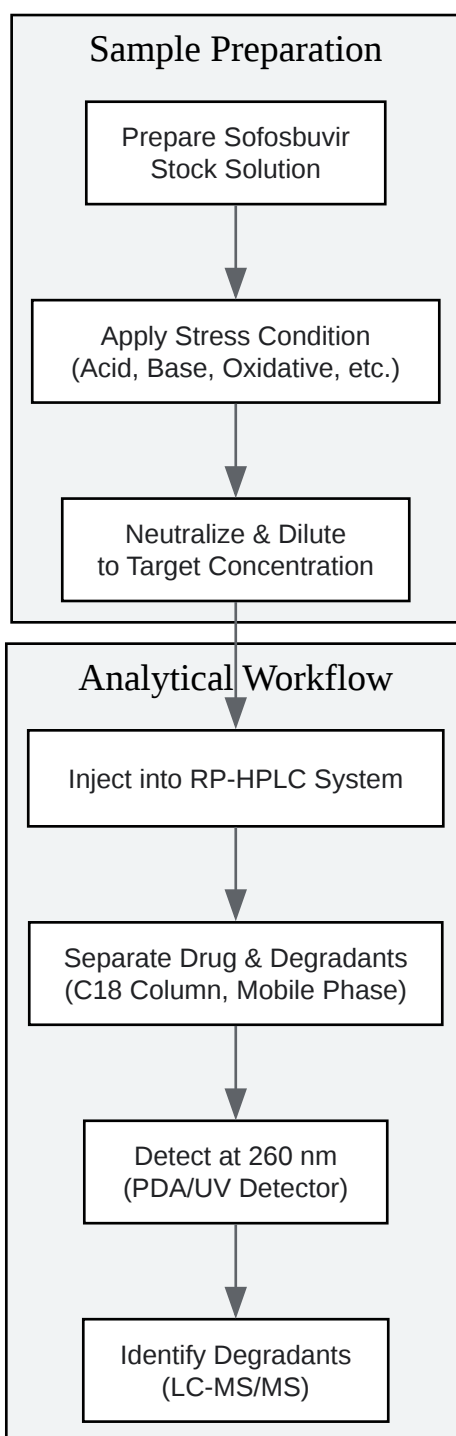 Sample Preparation
Prepare Sofosbuvir
Stock Solution
Apply Stress Condition
(Acid, Base, Oxidative, etc.)
Neutralize & Dilute
to Target Concentration
Analytical Workflow
Inject into RP-HPLC System
Separate Drug & Degradants
(C18 Column, Mobile Phase)
Detect at 260 nm
(PDA/UV Detector)
Identify Degradants
(LC-MS/MS)